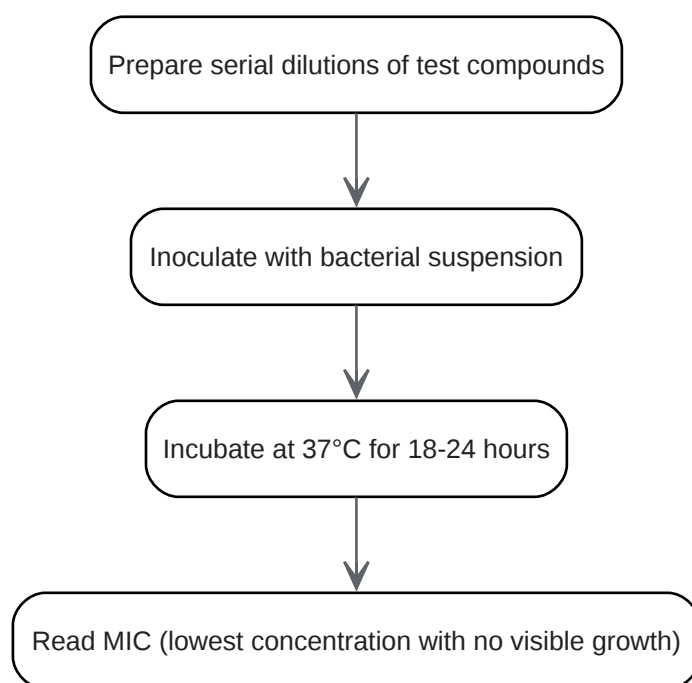 Prepare serial dilutions of test compounds
Inoculate with bacterial suspension
Incubate at 37°C for 18-24 hours
Read MIC (lowest concentration with no visible growth)